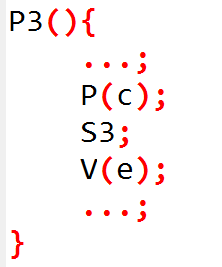 P3(){
...;
P(c);
S3;
V(e);
...;
}